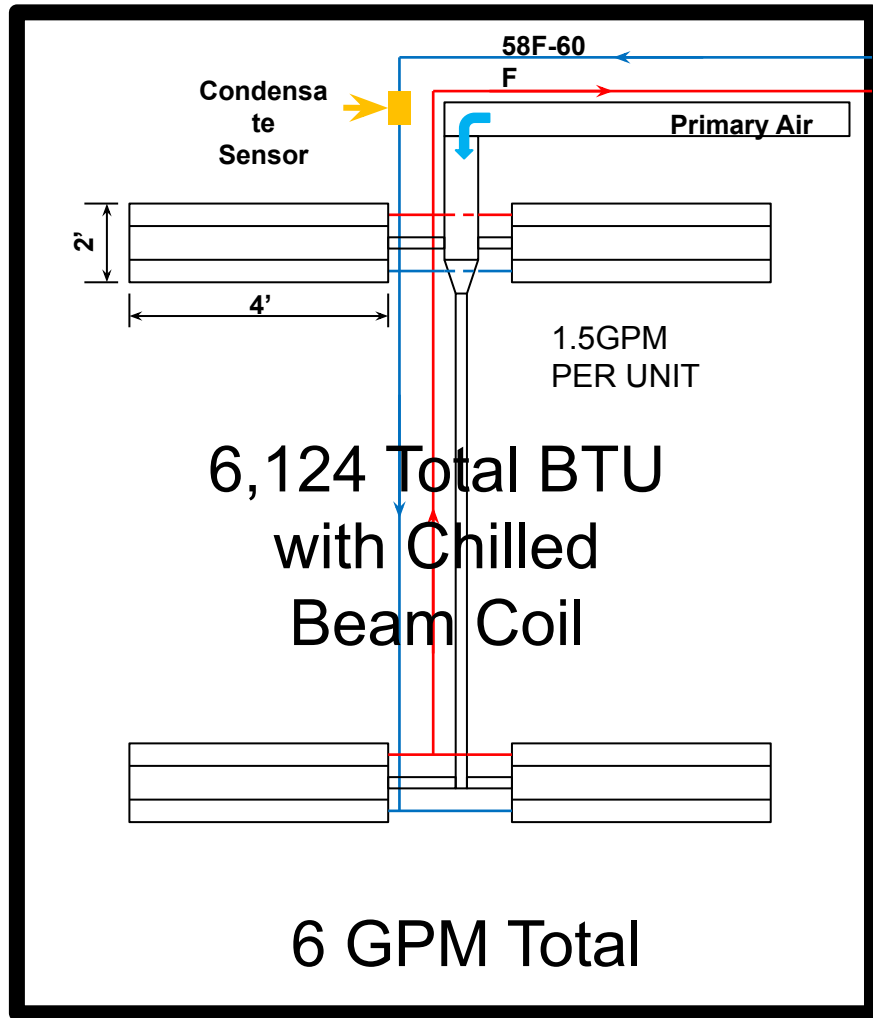 58F-60
F
Condensa
te
Sensor
Primary Air
2’
4’
1.5GPM
PER UNIT
6,124 Total BTU
with Chilled
Beam Coil
6 GPM Total